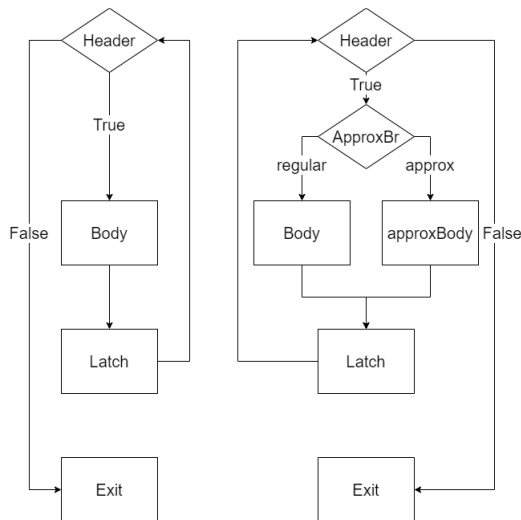 Header
True
Body
False
Latch
Exit
Header
True
ApproxBr
regular
approx
Body
approxBody
False
Latch
Exit